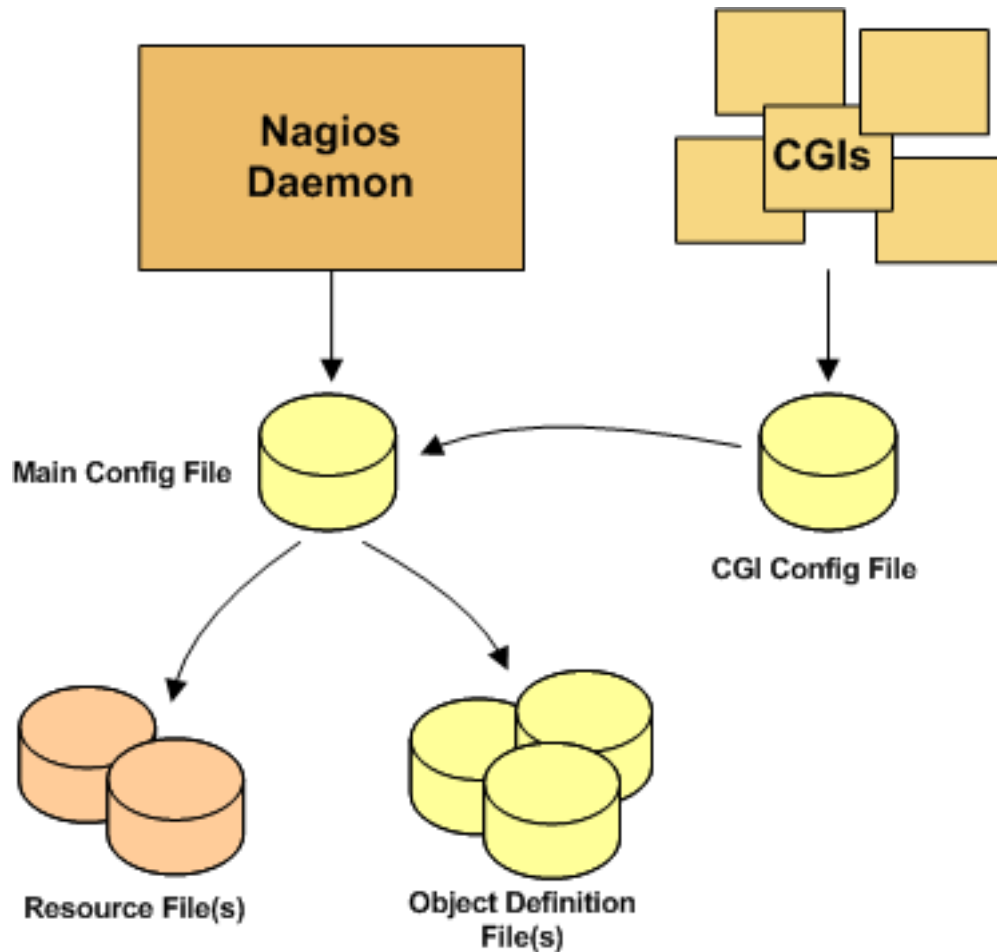 Nagios
Daemon
CGIs
Main Config File
CGI Config File
Resource File(s)
Object Definition
File(s)